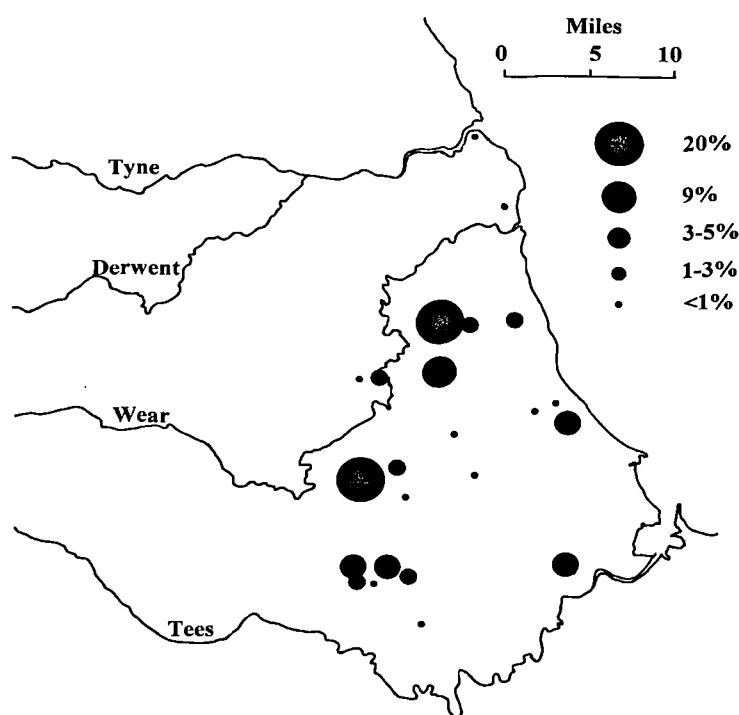 Miles
0 5 10
20%
9%
3-5%
1-3%
<1%
Tyne
Derwent
Wear
Tees